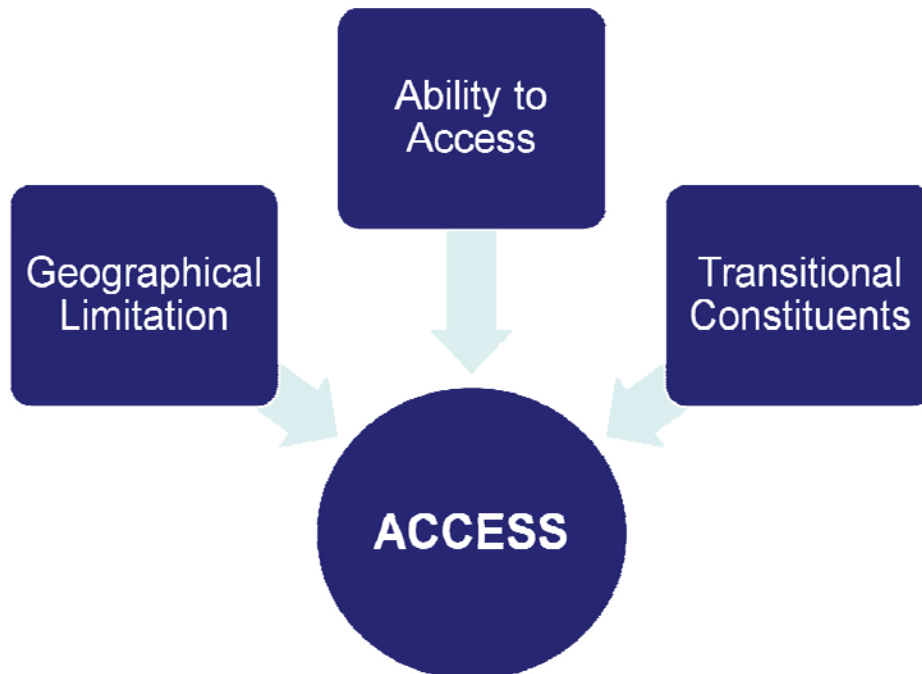 Ability to
Access
Geographical
Limitation
Transitional
Constituents
ACCESS